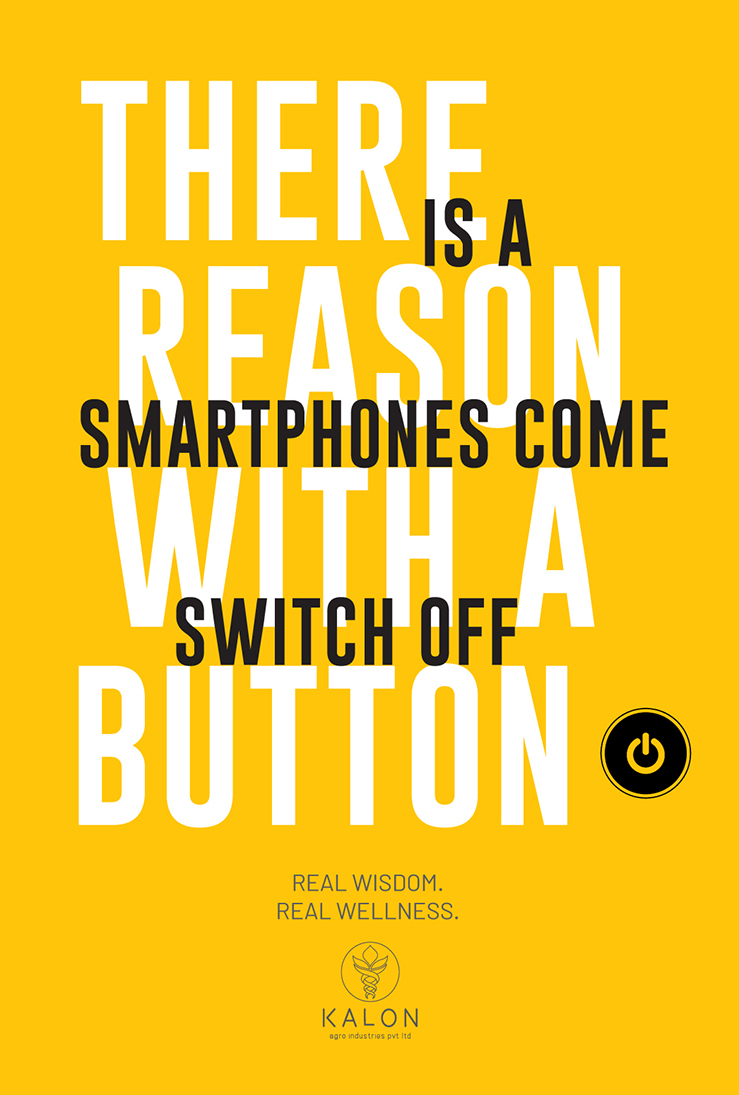 THERE
IS A
REASON
SMARTPHONES COME
WITH A
SWITCH OFF
BUTTON
REAL WISDOM.
REAL WELLNESS.
KALON
agro industries pvt ltd